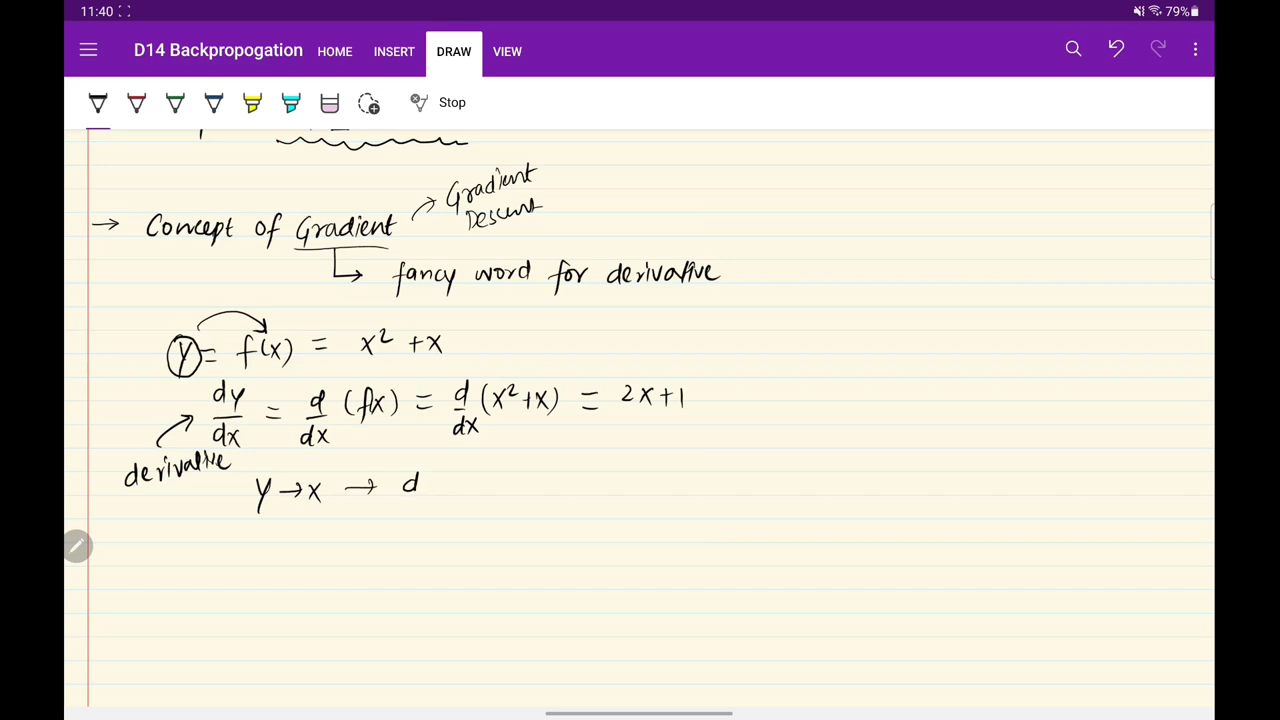 11:40 79%
D14 Backpropogation HOME INSERT DRAW VIEW
Stop
Gradient
Descent
→ Concept of Gradient
fancy word for derivative
y = f(x) = x² + x
dy/dx = d/dx (f(x) = d/dx (x²+x) = 2x+1
derivative
y → x → d